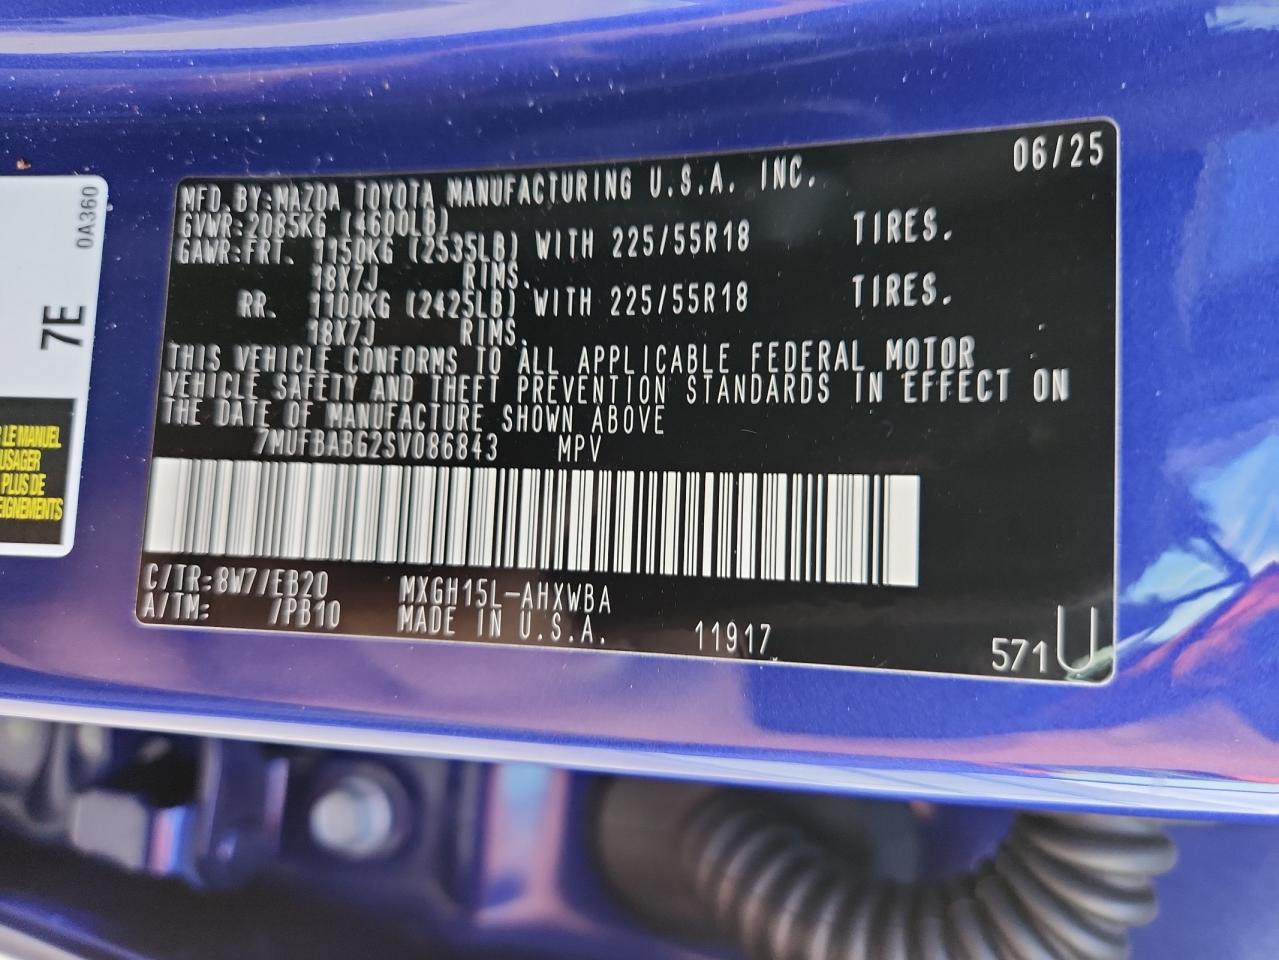 06/25
MFD. BY:MAZDA TOYOTA MANUFACTURING U.S.A. INC.
GVWR:2085KG (4600LB)
GAWR:FRT. 1150KG (2535LB) WITH 225/55R18 TIRES.
18X7J RIMS.
RR. 1100KG (2425LB) WITH 225/55R18 TIRES.
18X7J RIMS.
THIS VEHICLE CONFORMS TO ALL APPLICABLE FEDERAL MOTOR
VEHICLE SAFETY AND THEFT PREVENTION STANDARDS IN EFFECT ON
THE DATE OF MANUFACTURE SHOWN ABOVE
7MUFBABG2SV086843 MPV
C/TR:8W7/EB20 MXGH15L-AHXWBA
A/TM: /PB10 MADE IN U.S.A. 11917
571U
0A360
7E
LE MANUEL
USAGER
PLUS DE
EIGNEMENTS